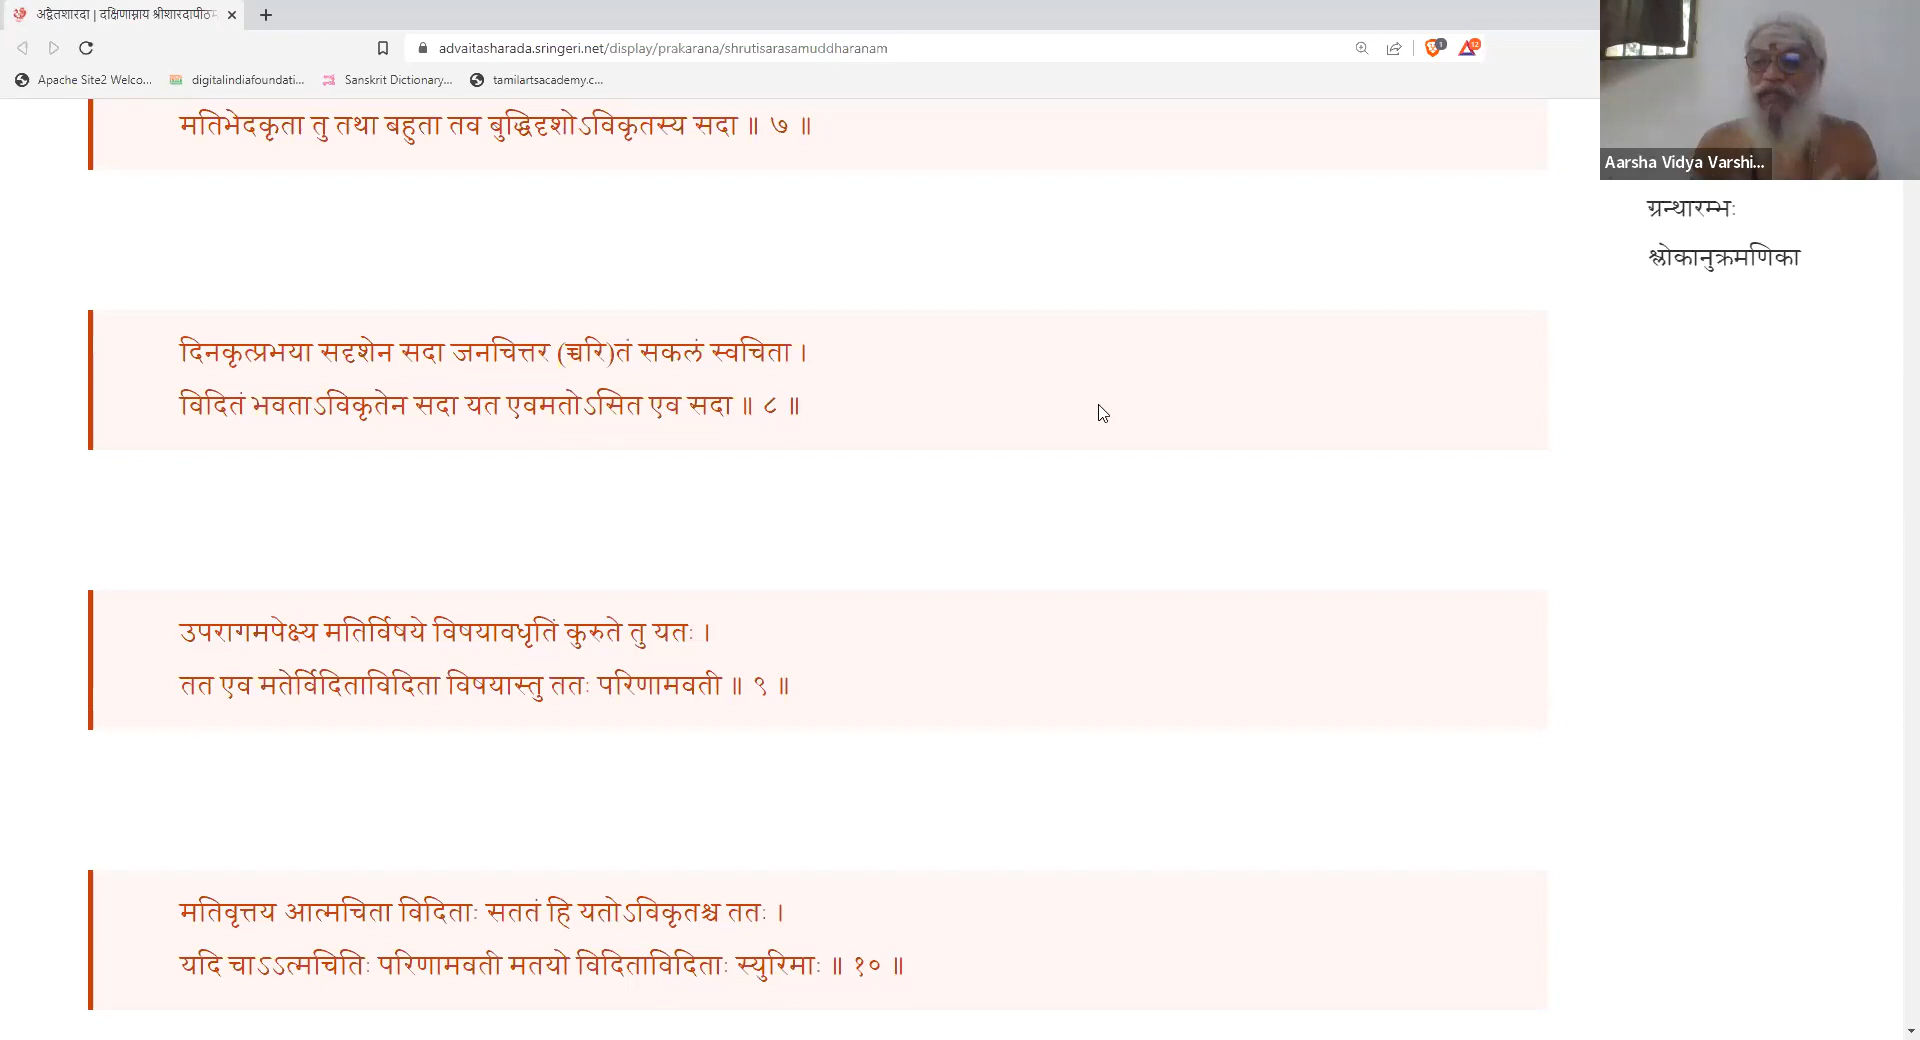 अद्वैतशारदा | दक्षिणाम्नाय श्रीशारदापीठम
advaitasharada.sringeri.net/display/prakarana/shrutisarasamuddharanam
1
12
Apache Site2 Welco... digitalindiafoundati... Sanskrit Dictionary... tamilartsacademy.c...
Aarsha Vidya Varshi...
मतिभेदकृता तु तथा बहुता तव बुद्धिदृशोऽविकृतस्य सदा ॥ ७ ॥
ग्रन्थारम्भः
श्लोकानुक्रमणिका
दिनकृत्प्रभया सदृशेन सदा जनचित्तर (च्चरि)तं सकलं स्वचिता ।
विदितं भवताऽविकृतेन सदा यत एवमतोऽसित एव सदा ॥ ८ ॥
उपरागमपेक्ष्य मतिर्विषये विषयावधृतिं कुरुते तु यतः ।
तत एव मतेर्विदिताविदिता विषयास्तु ततः परिणामवती ॥ ९ ॥
मतिवृत्तय आत्मचिता विदिताः सततं हि यतोऽविकृतश्च ततः ।
यदि चाऽऽत्मचितिः परिणामवती मतयो विदिताविदिताः स्युरिमाः ॥ १० ॥